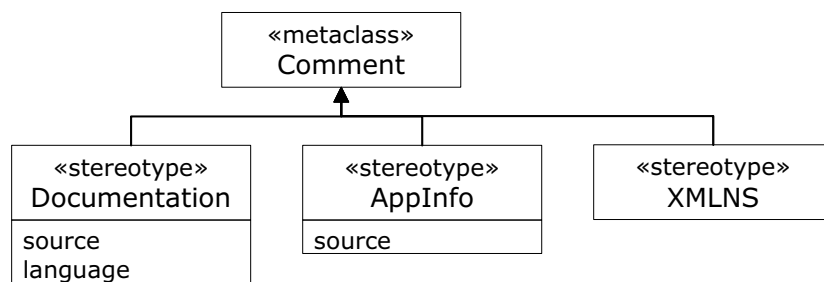 «metaclass»
Comment
«stereotype»
Documentation
source
language
«stereotype»
AppInfo
source
«stereotype»
XMLNS